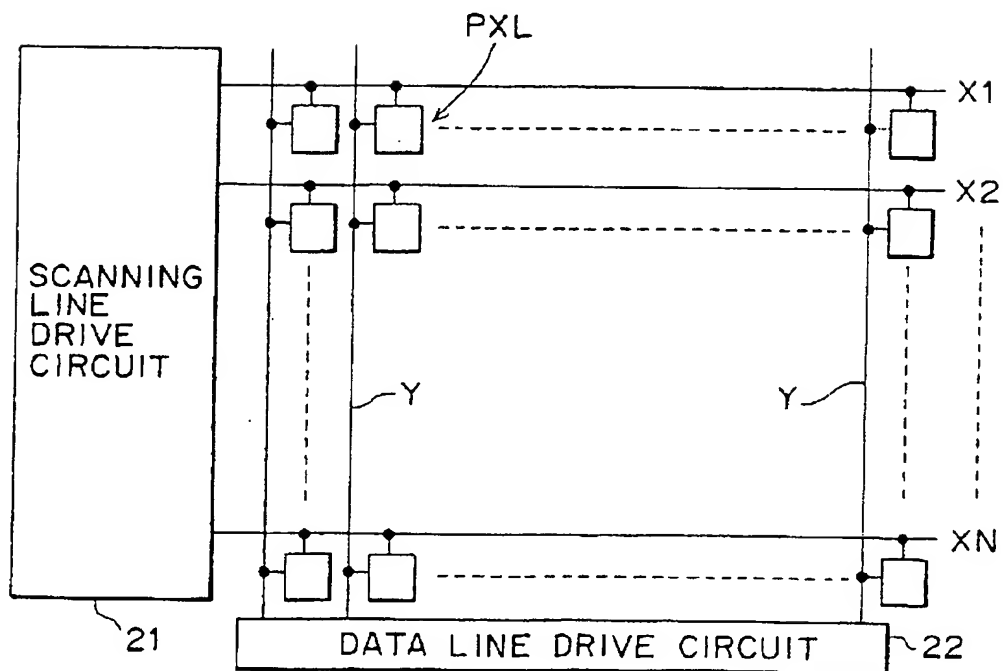 PXL
X1
X2
SCANNING
LINE
DRIVE
CIRCUIT
Y
Y
XN
21
DATA LINE DRIVE CIRCUIT
22